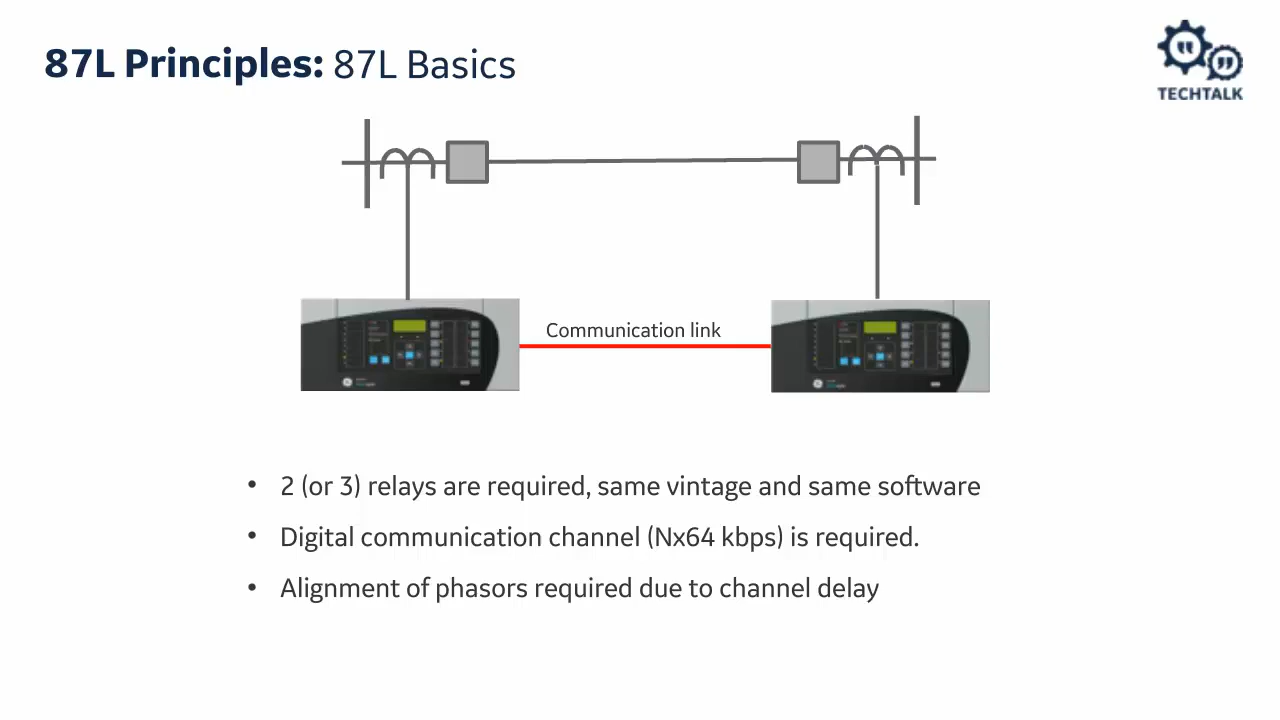 87L Principles: 87L Basics
TECHTALK
Communication link
• 2 (or 3) relays are required, same vintage and same software
• Digital communication channel (Nx64 kbps) is required.
• Alignment of phasors required due to channel delay